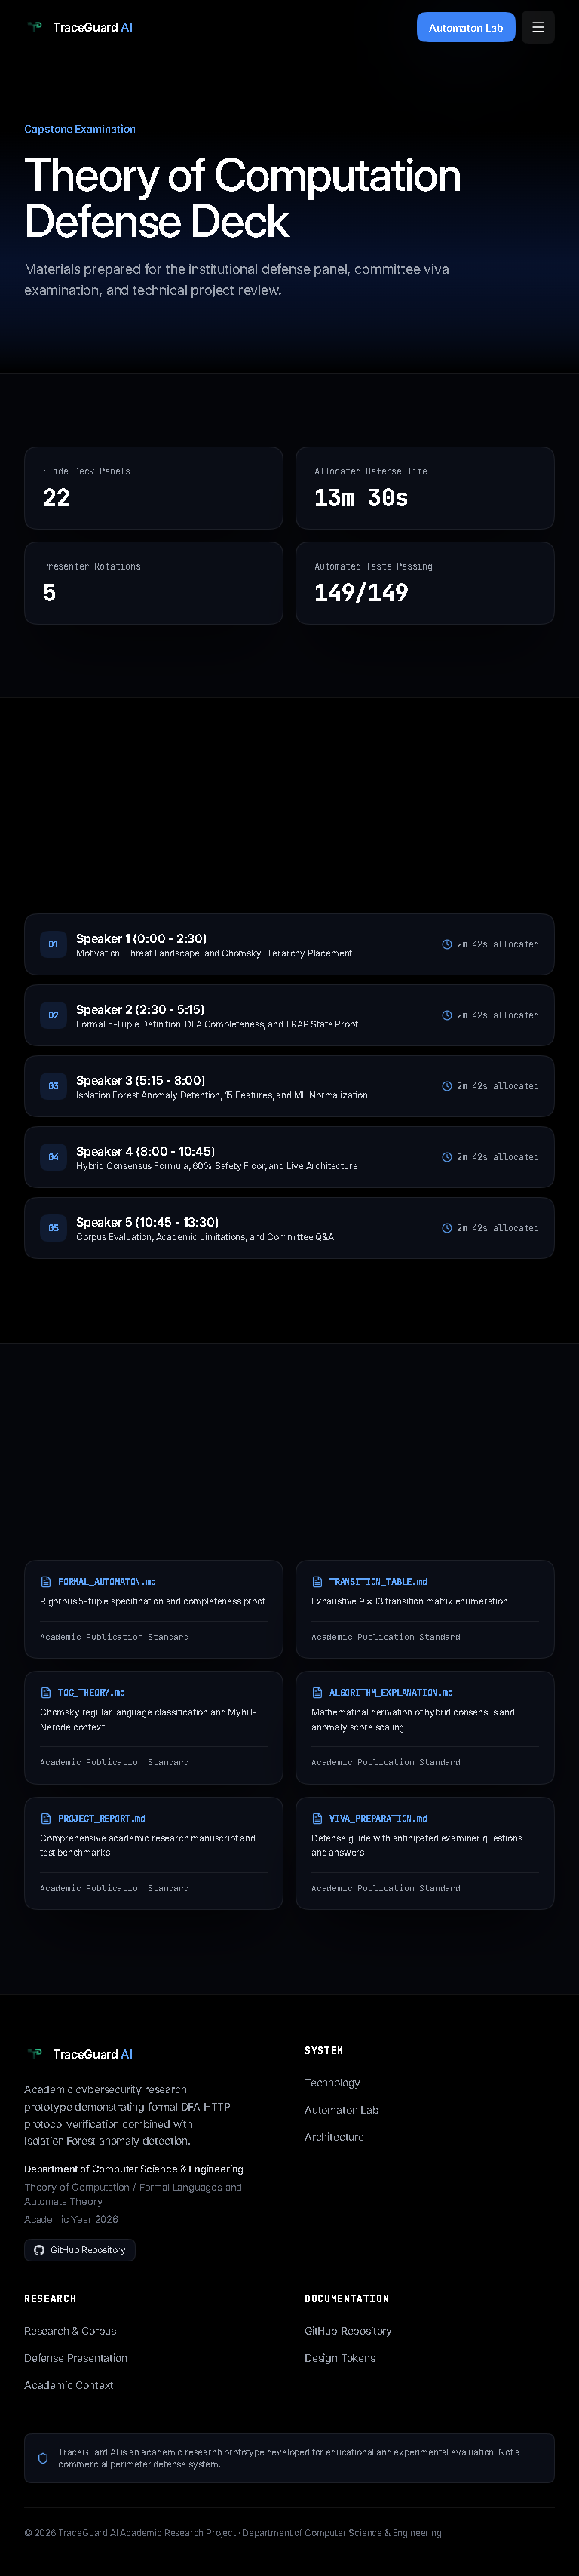 TraceGuard AI
Automaton Lab
Capstone Examination
Theory of Computation
Defense Deck
Materials prepared for the institutional defense panel, committee viva
examination, and technical project review.
Slide Deck Panels
22
Allocated Defense Time
13m 30s
Presenter Rotations
5
Automated Tests Passing
149/149
01
Speaker 1 (0:00 - 2:30)
Motivation, Threat Landscape, and Chomsky Hierarchy Placement
2m 42s allocated
02
Speaker 2 (2:30 - 5:15)
Formal 5-Tuple Definition, DFA Completeness, and TRAP State Proof
2m 42s allocated
03
Speaker 3 (5:15 - 8:00)
Isolation Forest Anomaly Detection, 15 Features, and ML Normalization
2m 42s allocated
04
Speaker 4 (8:00 - 10:45)
Hybrid Consensus Formula, 60% Safety Floor, and Live Architecture
2m 42s allocated
05
Speaker 5 (10:45 - 13:30)
Corpus Evaluation, Academic Limitations, and Committee Q&A
2m 42s allocated
FORMAL_AUTOMATON.md
Rigorous 5-tuple specification and completeness proof
Academic Publication Standard
TRANSITION_TABLE.md
Exhaustive 9 × 13 transition matrix enumeration
Academic Publication Standard
TOC_THEORY.md
Chomsky regular language classification and Myhill-
Nerode context
Academic Publication Standard
ALGORITHM_EXPLANATION.md
Mathematical derivation of hybrid consensus and
anomaly score scaling
Academic Publication Standard
PROJECT_REPORT.md
Comprehensive academic research manuscript and
test benchmarks
Academic Publication Standard
VIVA_PREPARATION.md
Defense guide with anticipated examiner questions
and answers
Academic Publication Standard
TraceGuard AI
Academic cybersecurity research
prototype demonstrating formal DFA HTTP
protocol verification combined with
Isolation Forest anomaly detection.
Department of Computer Science & Engineering
Theory of Computation / Formal Languages and
Automata Theory
Academic Year 2026
GitHub Repository
SYSTEM
Technology
Automaton Lab
Architecture
RESEARCH
Research & Corpus
Defense Presentation
Academic Context
DOCUMENTATION
GitHub Repository
Design Tokens
TraceGuard AI is an academic research prototype developed for educational and experimental evaluation. Not a
commercial perimeter defense system.
© 2026 TraceGuard AI Academic Research Project · Department of Computer Science & Engineering